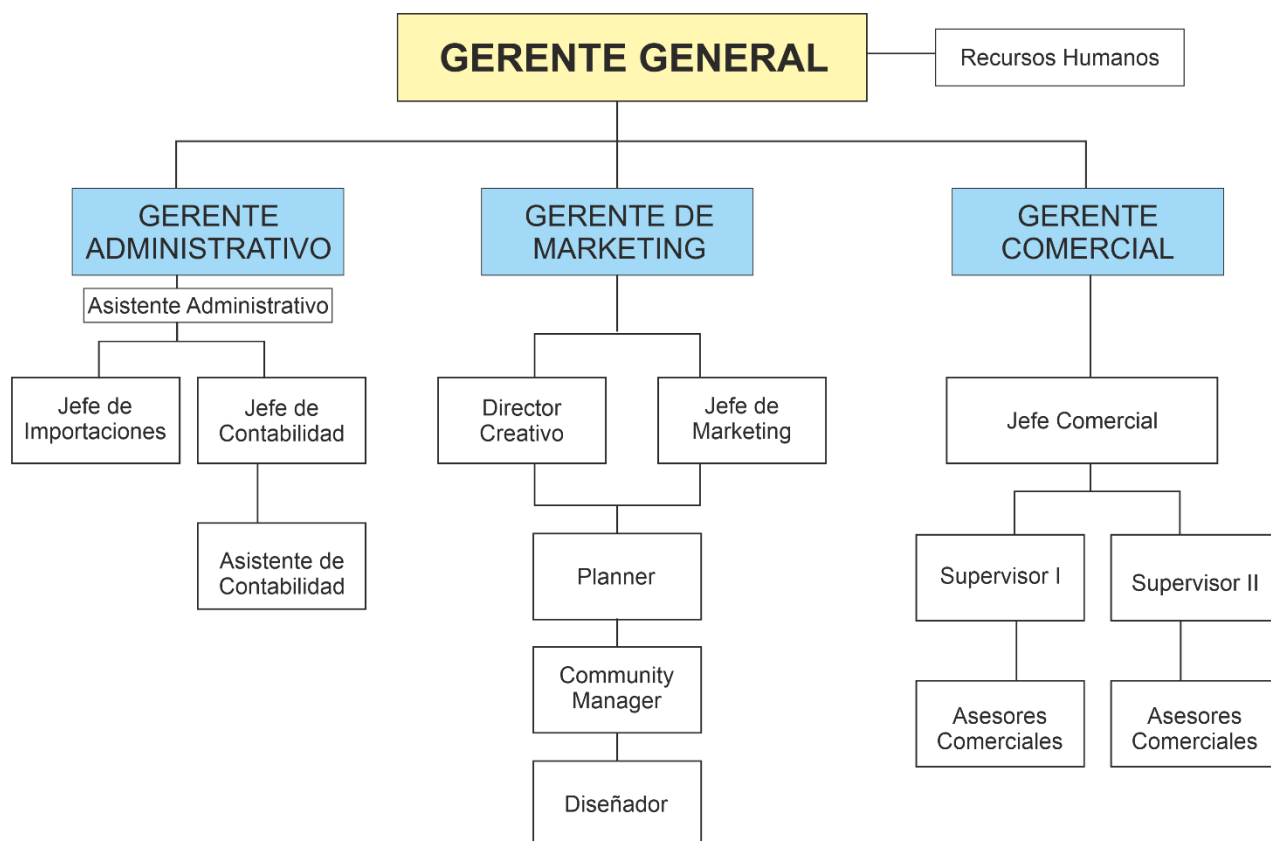 GERENTE GENERAL
Recursos Humanos
GERENTE
ADMINISTRATIVO
GERENTE DE
MARKETING
GERENTE
COMERCIAL
Asistente Administrativo
Jefe de
Importaciones
Jefe de
Contabilidad
Director
Creativo
Jefe de
Marketing
Jefe Comercial
Asistente de
Contabilidad
Planner
Supervisor I
Supervisor II
Community
Manager
Asesores
Comerciales
Asesores
Comerciales
Diseñador